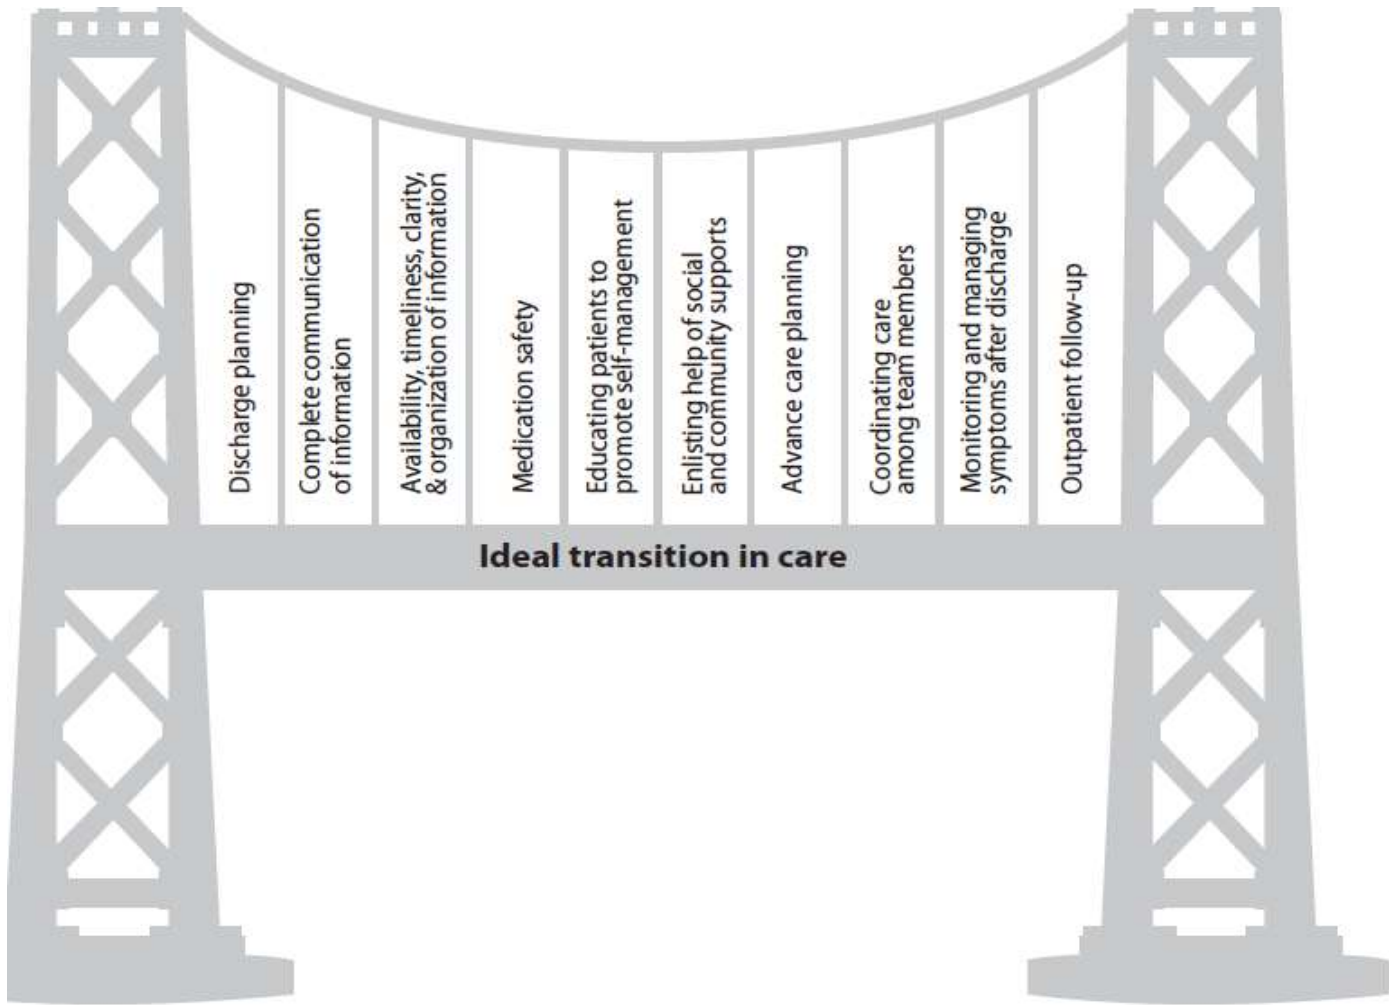 Discharge planning
Complete communication
of information
Availability, timeliness, clarity,
& organization of information
Medication safety
Educating patients to
promote self-management
Enlisting help of social
and community supports
Advance care planning
Coordinating care
among team members
Monitoring and managing
symptoms after discharge
Outpatient follow-up
Ideal transition in care